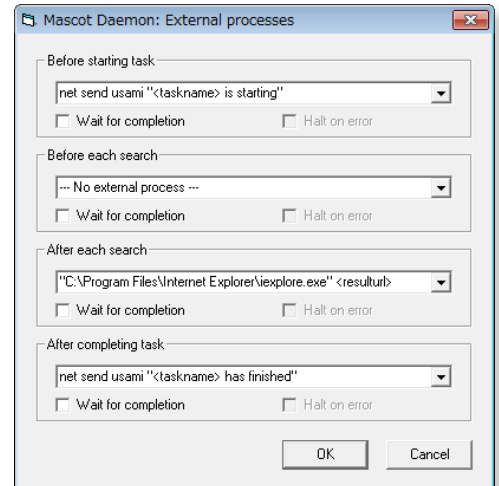 Mascot Daemon: External processes
Before starting task
net send usami "<taskname> is starting"
Wait for completion Halt on error
Before each search
--- No external process ---
Wait for completion Halt on error
After each search
"C:\Program Files\Internet Explorer\iexplore.exe" <resulturl>
Wait for completion Halt on error
After completing task
net send usami "<taskname> has finished"
Wait for completion Halt on error
OK Cancel